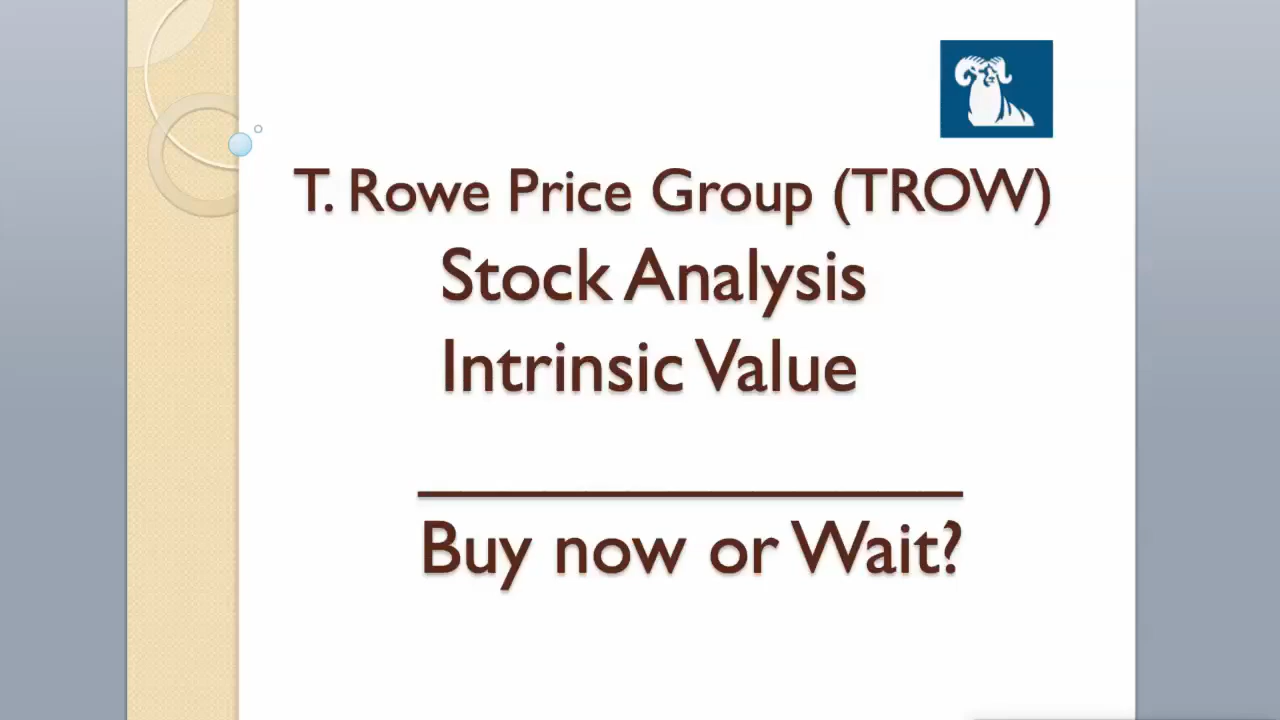 T. Rowe Price Group (TROW)
Stock Analysis
Intrinsic Value
Buy now or Wait?